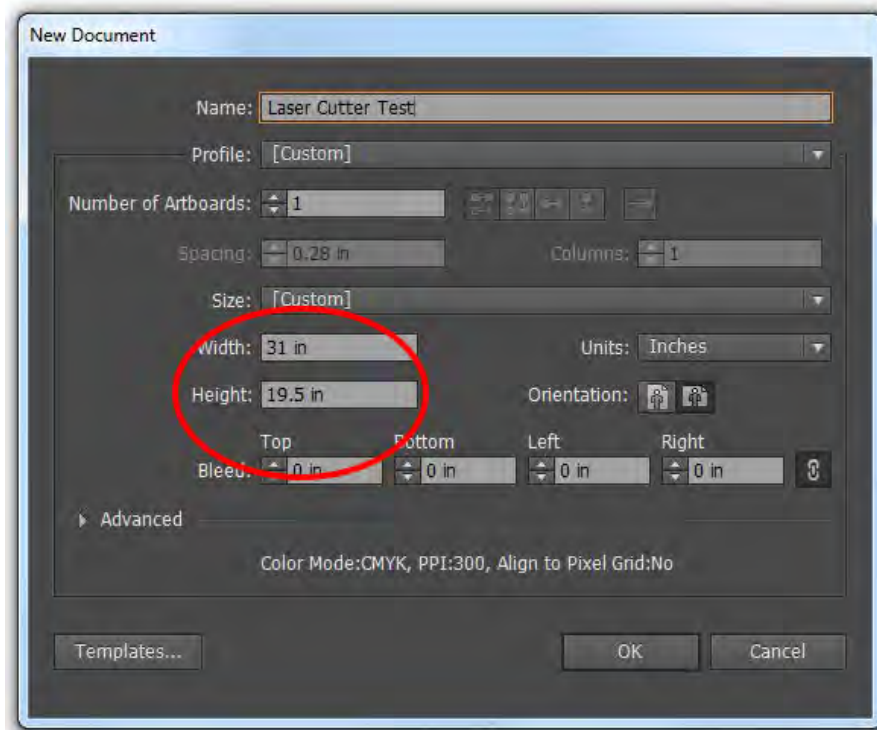 New Document
Name: Laser Cutter Test
Profile: [Custom]
Number of Artboards: 1
Spacing: 0.28 in Columns: 1
Size: [Custom]
Width: 31 in Units: Inches
Height: 19.5 in Orientation:
Top Bottom Left Right
Bleed: 0 in 0 in 0 in 0 in
Advanced
Color Mode:CMYK, PPI:300, Align to Pixel Grid:No
Templates... OK Cancel